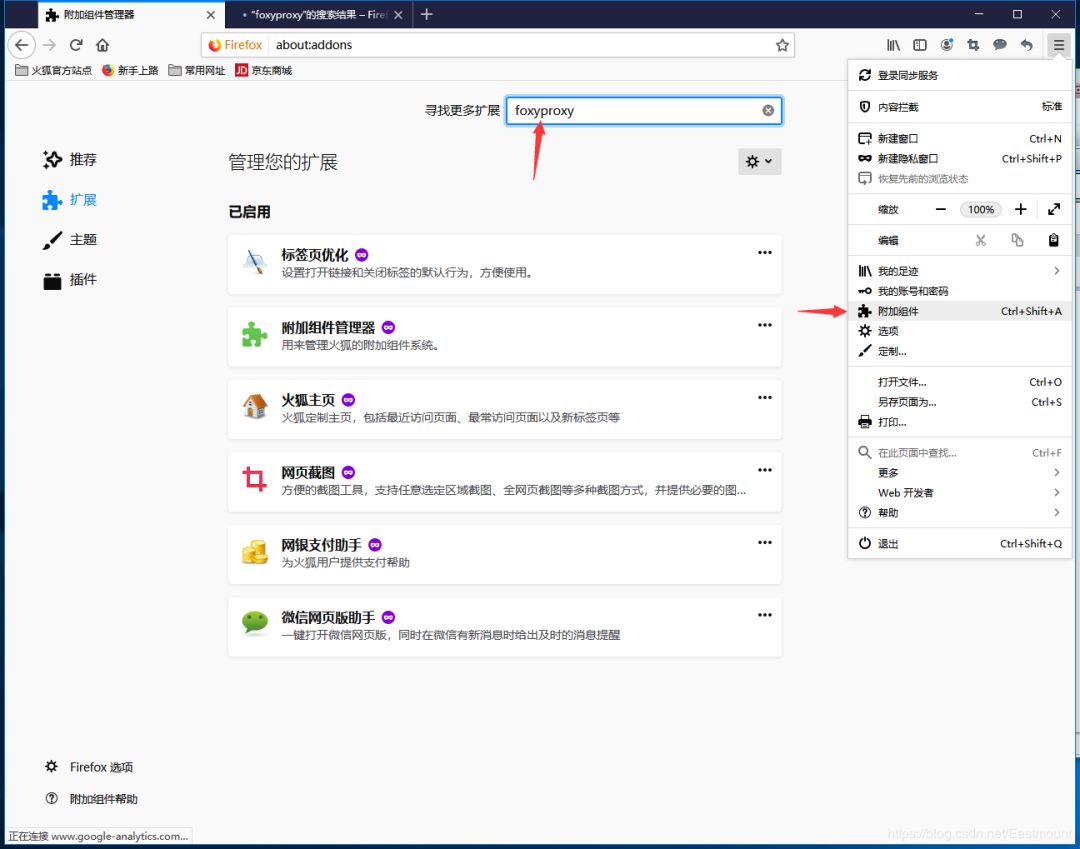 附加组件管理器
"foxyproxy"的搜索结果 – Fire
Firefox
about:addons
火狐官方站点
新手上路
常用网址
JD 京东商城
寻找更多扩展
foxyproxy
推荐
扩展
主题
插件
管理您的扩展
已启用
标签页优化
设置打开链接和关闭标签的默认行为，方便使用。
附加组件管理器
用来管理火狐的附加组件系统。
火狐主页
火狐定制主页，包括最近访问页面、最常访问页面以及新标签页等
网页截图
方便的截图工具，支持任意选定区域截图、全网页截图等多种截图方式，并提供必要的图...
网银支付助手
为火狐用户提供支付帮助
微信网页版助手
一键打开微信网页版，同时在微信有新消息时给出及时的消息提醒
Firefox 选项
附加组件帮助
正在连接 www.google-analytics.com...
登录同步服务
内容拦截 标准
新建窗口 Ctrl+N
新建隐私窗口 Ctrl+Shift+P
恢复先前的浏览状态
缩放 100%
编辑
我的足迹
我的账号和密码
附加组件 Ctrl+Shift+A
选项
定制...
打开文件... Ctrl+O
另存页面为... Ctrl+S
打印...
在此页面中查找... Ctrl+F
更多
Web 开发者
帮助
退出 Ctrl+Shift+Q
https://blog.csdn.net/Eastmount